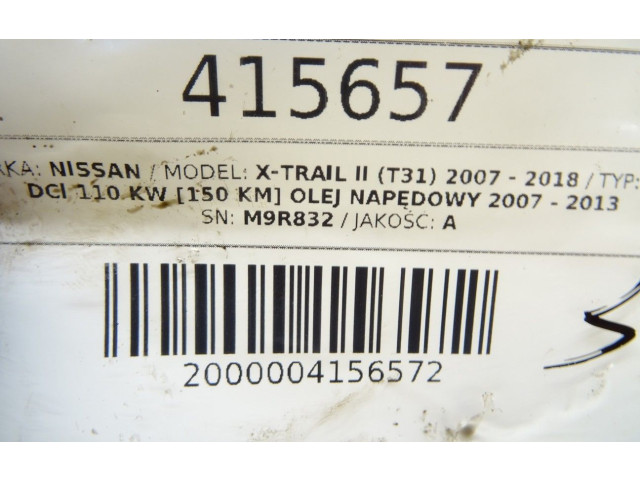 415657
RKA: NISSAN / MODEL: X-TRAIL II (T31) 2007 - 2018 / TYP:
DCI 110 KW [150 KM] OLEJ NAPĘDOWY 2007 - 2013
SN: M9R832 / JAKOŚĆ: A
2000004156572